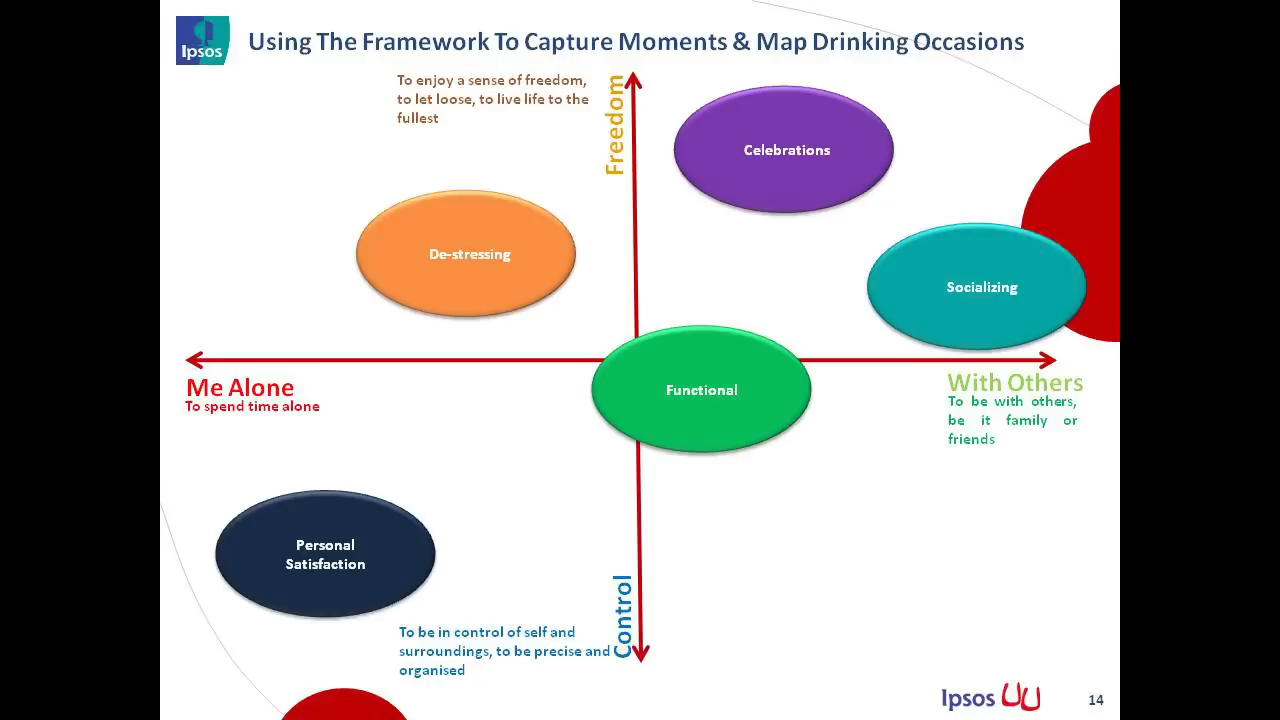 Ipsos
Using The Framework To Capture Moments & Map Drinking Occasions
To enjoy a sense of freedom,
to let loose, to live life to the
fullest
Freedom
Celebrations
De-stressing
Socializing
Me Alone
To spend time alone
Functional
With Others
To be with others,
be it family or
friends
Personal
Satisfaction
Control
To be in control of self and
surroundings, to be precise and
organised
Ipsos
14